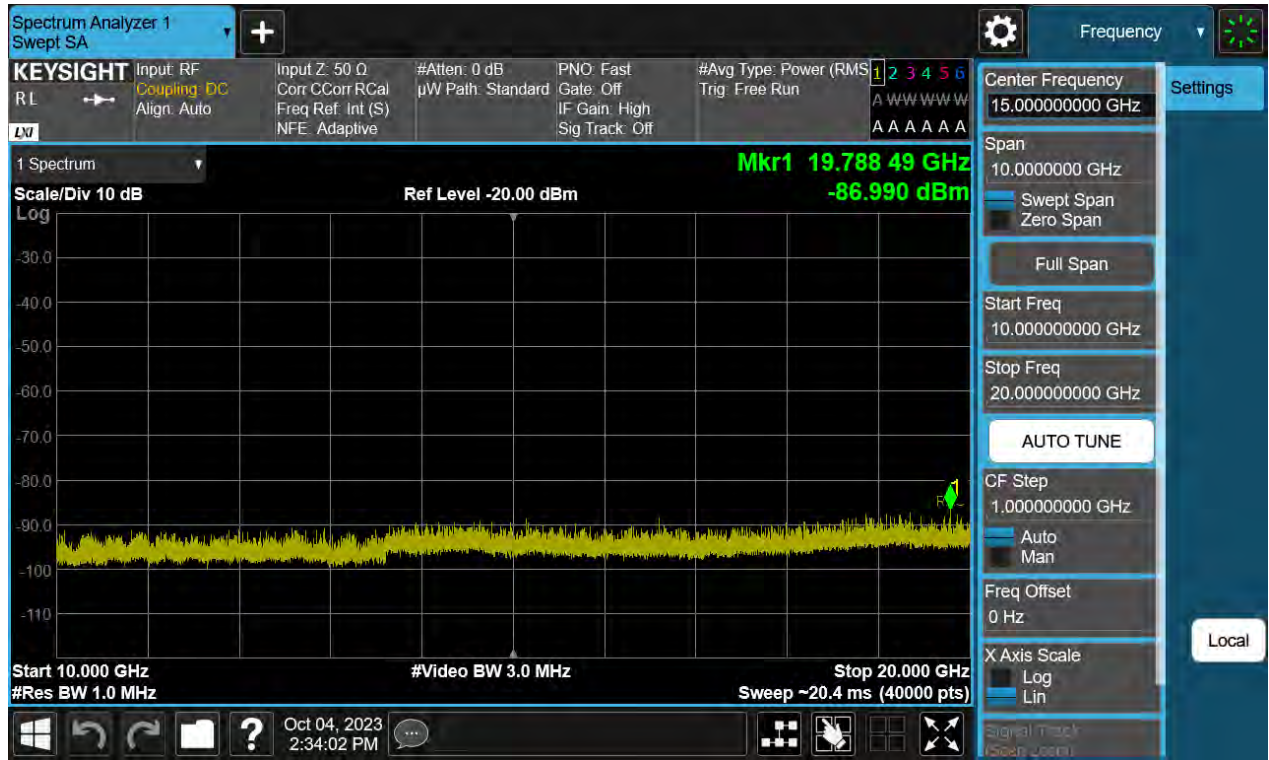 Spectrum Analyzer 1
Swept SA
Frequency
KEYSIGHT
RL
LXI
Input: RF
Coupling: DC
Align: Auto
Input Z: 50 Ω
Corr CCorr RCal
Freq Ref: Int (S)
NFE: Adaptive
#Atten: 0 dB
µW Path: Standard
PNO: Fast
Gate: Off
IF Gain: High
Sig Track: Off
#Avg Type: Power (RMS
Trig: Free Run
1 2 3 4 5 6
A W W W W W
A A A A A A
1 Spectrum
Scale/Div 10 dB
Log
Ref Level -20.00 dBm
Mkr1 19.788 49 GHz
-86.990 dBm
-30.0
-40.0
-50.0
-60.0
-70.0
-80.0
-90.0
-100
-110
1
Start 10.000 GHz
#Res BW 1.0 MHz
#Video BW 3.0 MHz
Stop 20.000 GHz
Sweep ~20.4 ms (40000 pts)
Oct 04, 2023
2:34:02 PM
Center Frequency
15.000000000 GHz
Span
10.0000000 GHz
Swept Span
Zero Span
Full Span
Start Freq
10.000000000 GHz
Stop Freq
20.000000000 GHz
AUTO TUNE
CF Step
1.000000000 GHz
Auto
Man
Freq Offset
0 Hz
X Axis Scale
Log
Lin
Signal Track
(Span Zoom)
Settings
Local